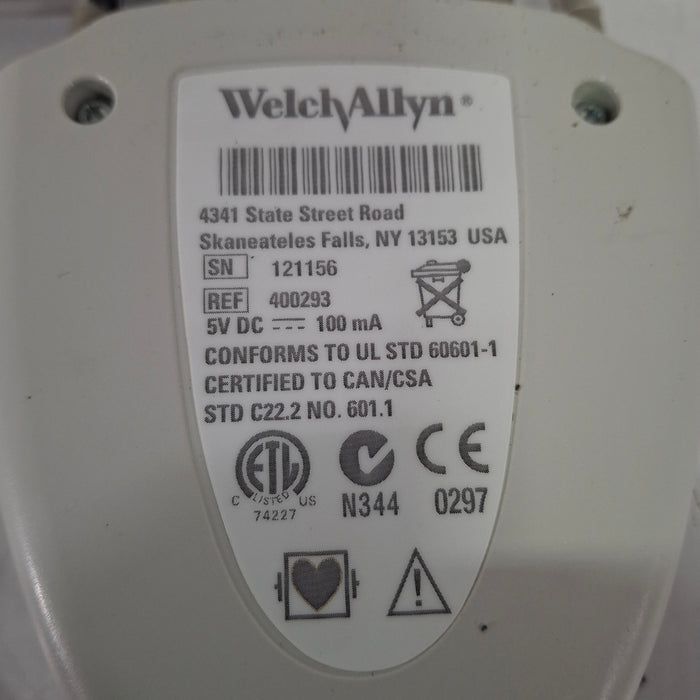 WelchAllyn®
4341 State Street Road
Skaneateles Falls, NY 13153 USA
SN 121156
REF 400293
5V DC 100 mA
CONFORMS TO UL STD 60601-1
CERTIFIED TO CAN/CSA
STD C22.2 NO. 601.1
ETL CE
C LISTED US
74227 N344 0297